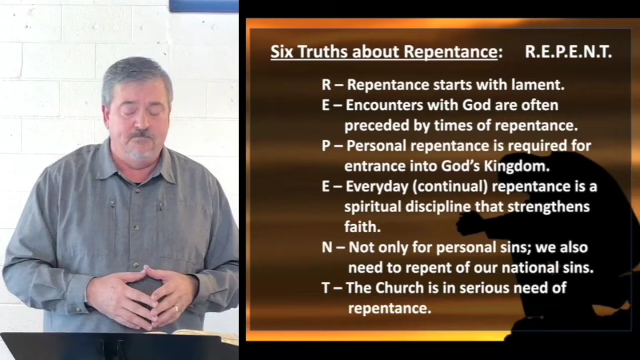 Six Truths about Repentance: R.E.P.E.N.T.
R – Repentance starts with lament.
E – Encounters with God are often
preceded by times of repentance.
P – Personal repentance is required for
entrance into God's Kingdom.
E – Everyday (continual) repentance is a
spiritual discipline that strengthens
faith.
N – Not only for personal sins; we also
need to repent of our national sins.
T – The Church is in serious need of
repentance.